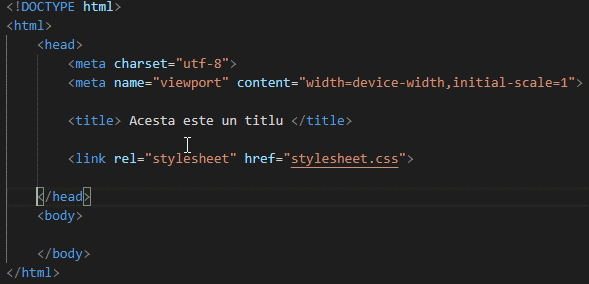 <!DOCTYPE html>
<html>
<head>
<meta charset="utf-8">
<meta name="viewport" content="width=device-width,initial-scale=1">
<title> Acesta este un titlu </title>
<link rel="stylesheet" href="stylesheet.css">
</head>
<body>
</body>
</html>